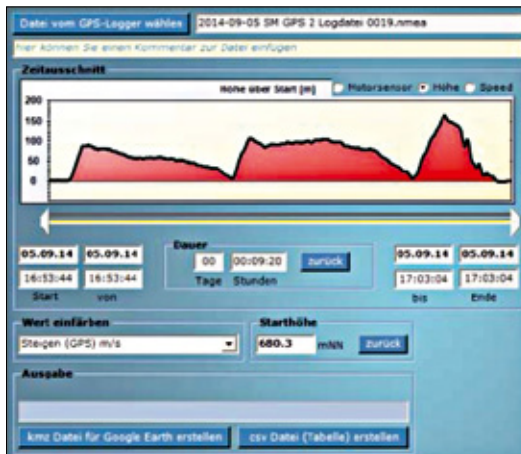 Datei vom GPS-Logger wählen 2014-09-05 SM GPS 2 Logdatei 0019.nmea
hier können Sie einen Kommentar zur Datei einfügen
Zeitausschnitt
Höhe über Start [m] Motorsensor Höhe Speed
200
150
100
50
0
Dauer
05.09.14 05.09.14 00 00:09:20 zurück 05.09.14 05.09.14
16:53:44 16:53:44 Tage Stunden 17:03:04 17:03:04
Start von bis Ende
Wert einfärben Starthöhe
Steigen (GPS) m/s 680.3 mNN zurück
Ausgabe
kmz Datei für Google Earth erstellen csv Datei (Tabelle) erstellen